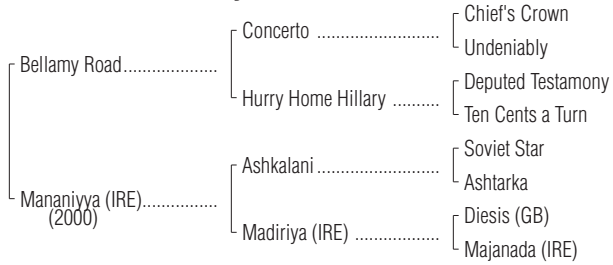 Chief's Crown
Concerto ..................
Undeniably
Bellamy Road...................
Deputed Testamony
Hurry Home Hillary ..........
Ten Cents a Turn
Soviet Star
Ashkalani.......................
Ashtarka
Mananiyya (IRE)...............
(2000)
Diesis (GB)
Madiriya (IRE) .................
Majanada (IRE)